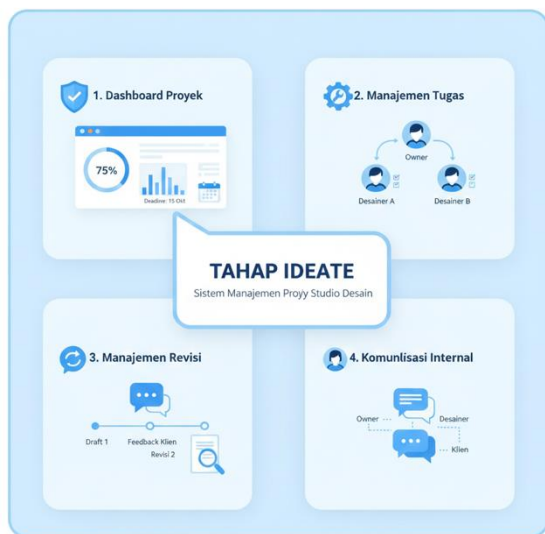 1. Dashboard Proyek
75%
Deadline: 15 Okt
2. Manajemen Tugas
Owner
Desainer A
Desainer B
TAHAP IDEATE
Sistem Manajemen Proyy Studio Desain
3. Manajemen Revisi
Draft 1
Feedback Klien
Revisi 2
4. Komunlisasi Internal
Owner
Desainer
Klien